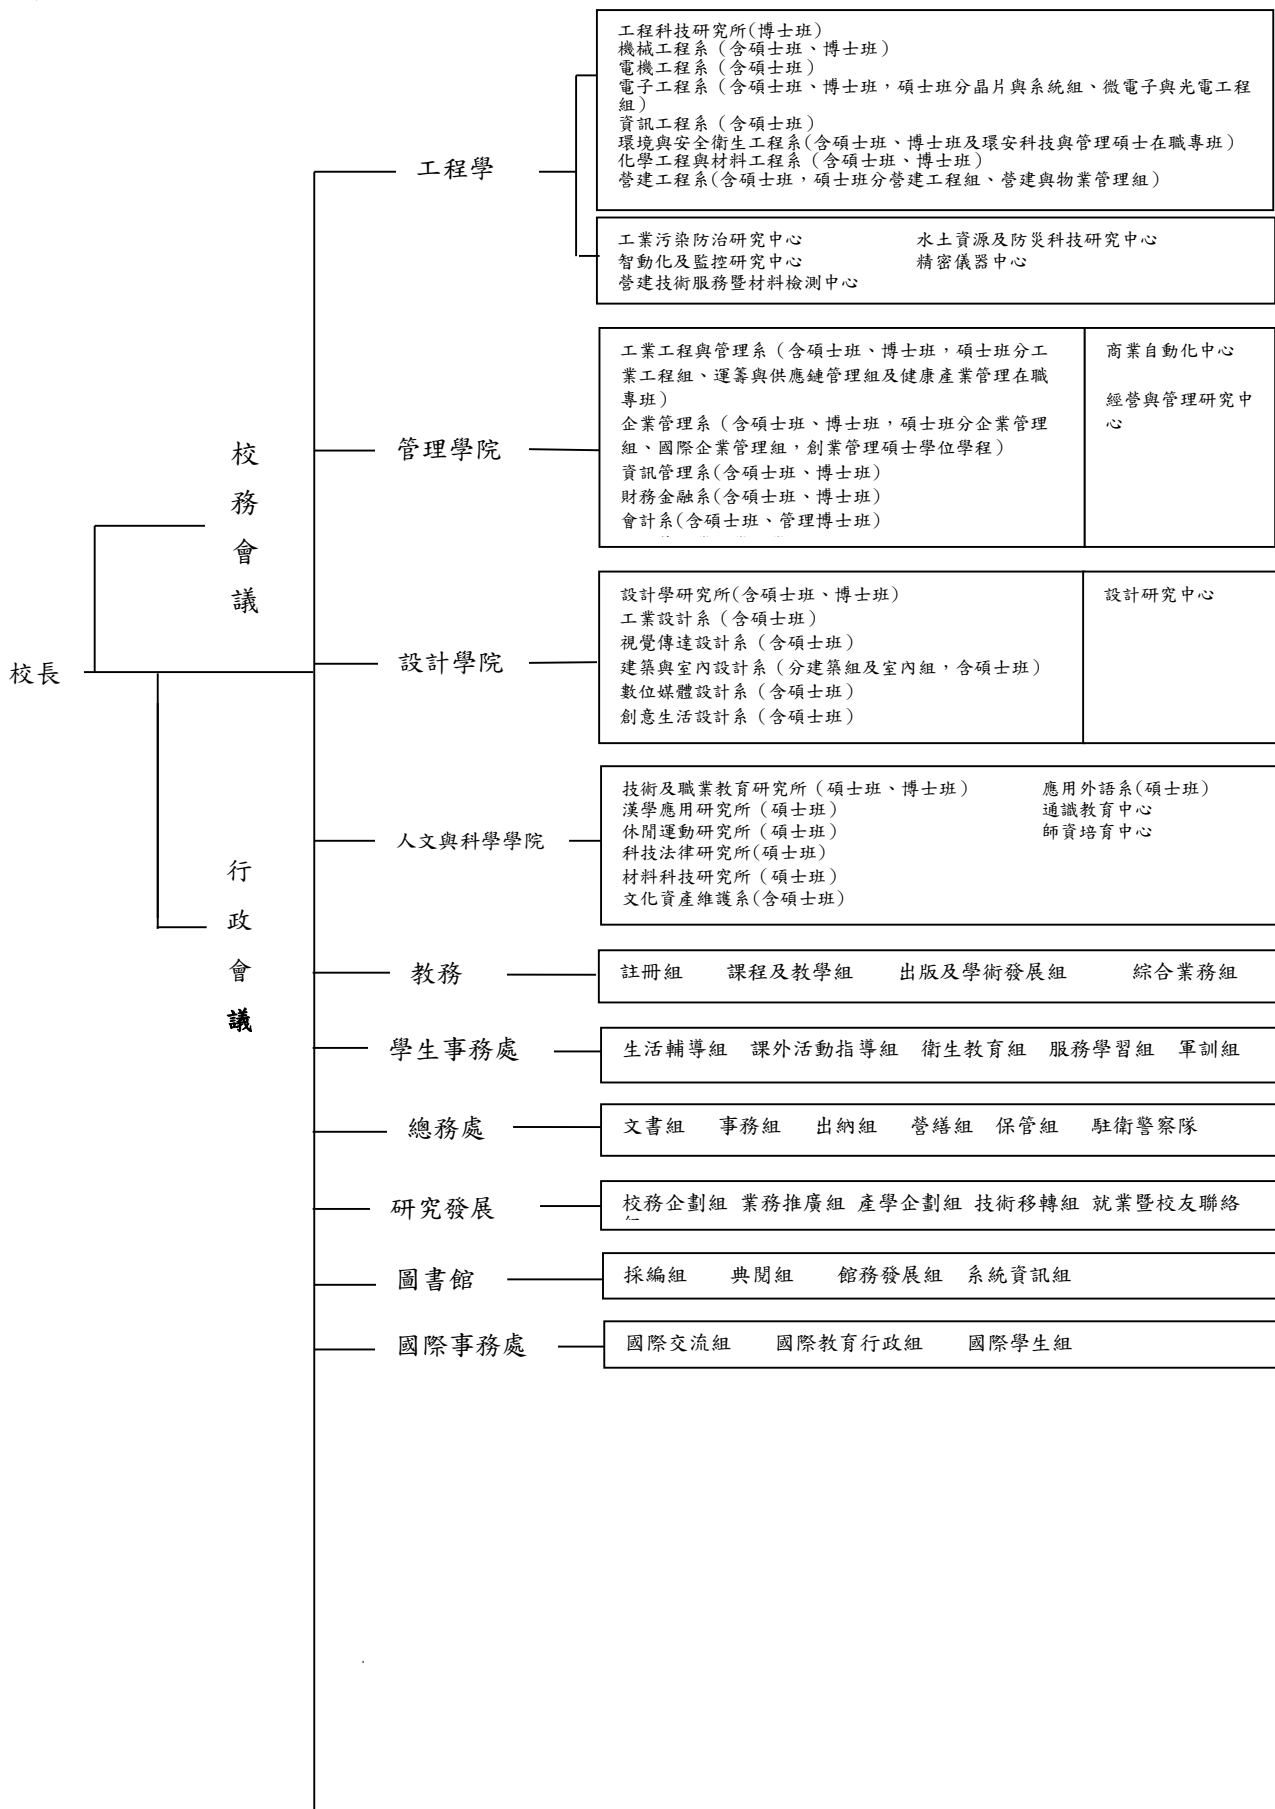 校長
校務會議
行政會議
工程學
工程科技研究所(博士班)
機械工程系（含碩士班、博士班）
電機工程系（含碩士班）
電子工程系（含碩士班、博士班，碩士班分晶片與系統組、微電子與光電工程
組）
資訊工程系（含碩士班）
環境與安全衛生工程系(含碩士班、博士班及環安科技與管理碩士在職專班）
化學工程與材料工程系（含碩士班、博士班）
營建工程系(含碩士班，碩士班分營建工程組、營建與物業管理組）
工業污染防治研究中心 水土資源及防災科技研究中心
智動化及監控研究中心 精密儀器中心
營建技術服務暨材料檢測中心
管理學院
工業工程與管理系（含碩士班、博士班，碩士班分工
業工程組、運籌與供應鏈管理組及健康產業管理在職
專班）
企業管理系（含碩士班、博士班，碩士班分企業管理
組、國際企業管理組，創業管理碩士學位學程）
資訊管理系(含碩士班、博士班）
財務金融系(含碩士班、博士班）
會計系(含碩士班、管理博士班）
商業自動化中心
經營與管理研究中
心
設計學院
設計學研究所(含碩士班、博士班）
工業設計系（含碩士班）
視覺傳達設計系（含碩士班）
建築與室內設計系（分建築組及室內組，含碩士班）
數位媒體設計系（含碩士班）
創意生活設計系（含碩士班）
設計研究中心
人文與科學學院
技術及職業教育研究所（碩士班、博士班） 應用外語系(碩士班）
漢學應用研究所（碩士班） 通識教育中心
休閒運動研究所（碩士班） 師資培育中心
科技法律研究所(碩士班）
材料科技研究所（碩士班）
文化資產維護系(含碩士班）
教務
註冊組 課程及教學組 出版及學術發展組 綜合業務組
學生事務處
生活輔導組 課外活動指導組 衛生教育組 服務學習組 軍訓組
總務處
文書組 事務組 出納組 營繕組 保管組 駐衛警察隊
研究發展
校務企劃組 業務推廣組 產學企劃組 技術移轉組 就業暨校友聯絡
圖書館
採編組 典閱組 館務發展組 系統資訊組
國際事務處
國際交流組 國際教育行政組 國際學生組